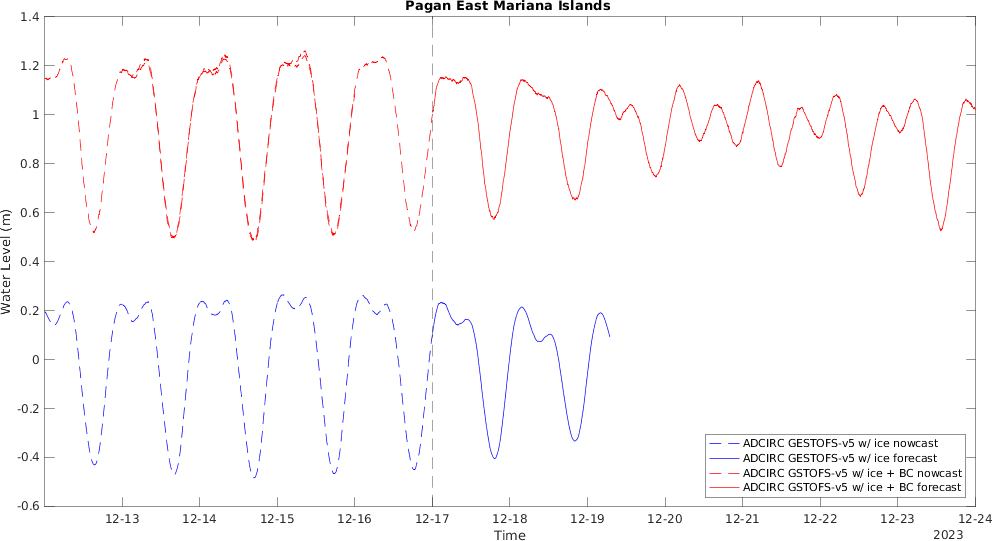 Pagan East Mariana Islands
1.4
1.2
1
0.8
0.6
0.4
0.2
0
-0.2
-0.4
-0.6
Water Level (m)
ADCIRC GESTOFS-v5 w/ ice nowcast
ADCIRC GESTOFS-v5 w/ ice forecast
ADCIRC GSTOFS-v5 w/ ice + BC nowcast
ADCIRC GSTOFS-v5 w/ ice + BC forecast
12-13 12-14 12-15 12-16 12-17 12-18 12-19 12-20 12-21 12-22 12-23 12-24
Time
2023